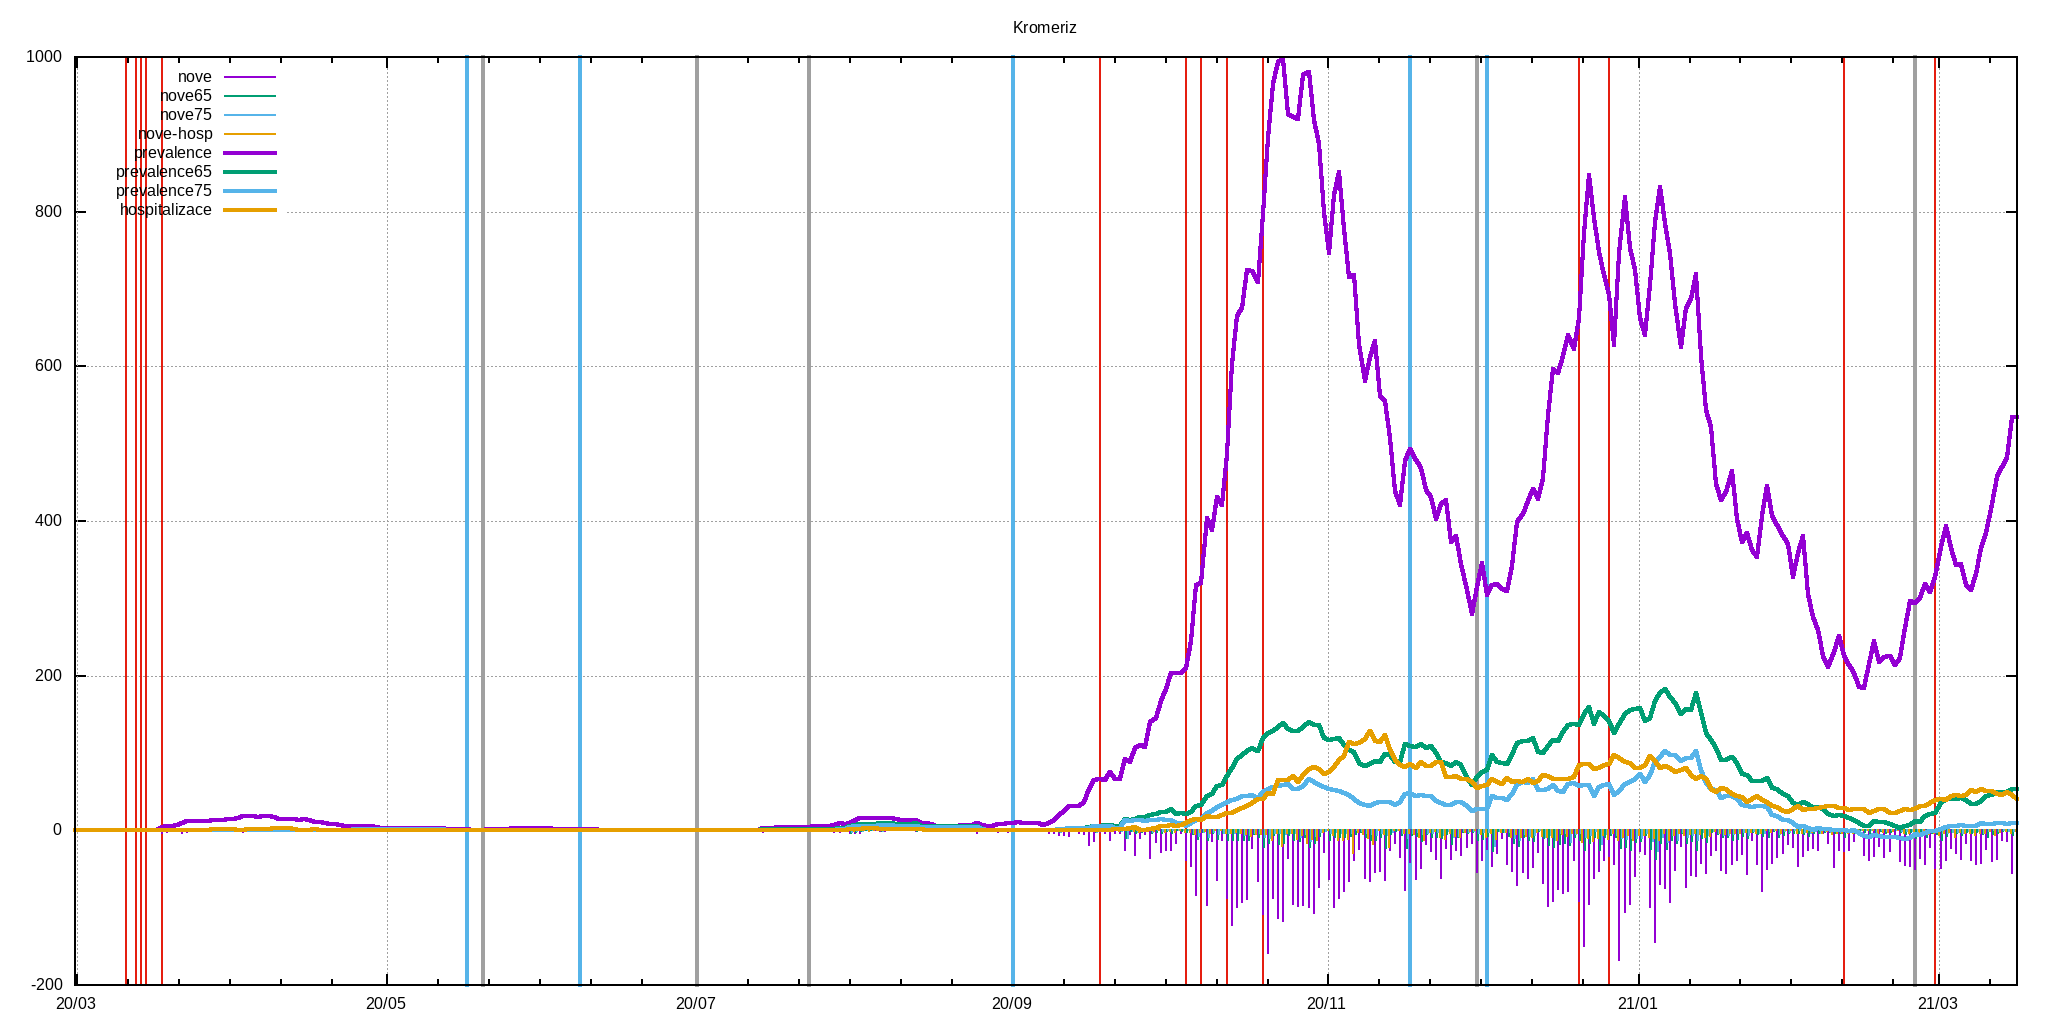 Kromeriz
1000
800
600
400
200
0
-200
nove
nove65
nove75
nove-hosp
prevalence
prevalence65
prevalence75
hospitalizace
20/03 20/05 20/07 20/09 20/11 21/01 21/03